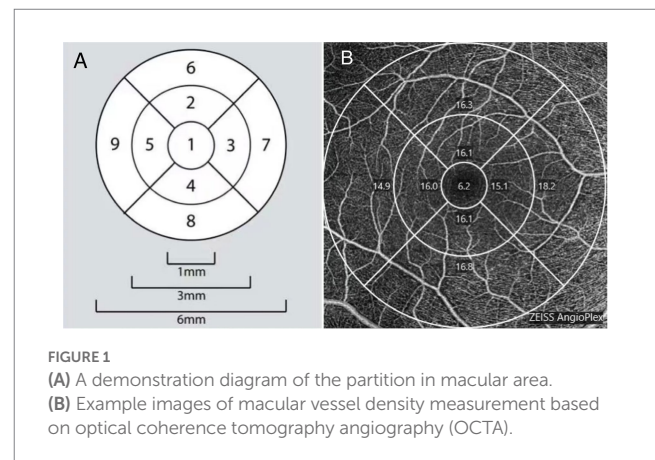 A
6
2
9
5
1
3
7
4
8
1mm
3mm
6mm
B
16.3
16.1
14.9
16.0
6.2
15.1
18.2
16.1
16.8
ZEISS AngioPlex
FIGURE 1
(A) A demonstration diagram of the partition in macular area.
(B) Example images of macular vessel density measurement based
on optical coherence tomography angiography (OCTA).